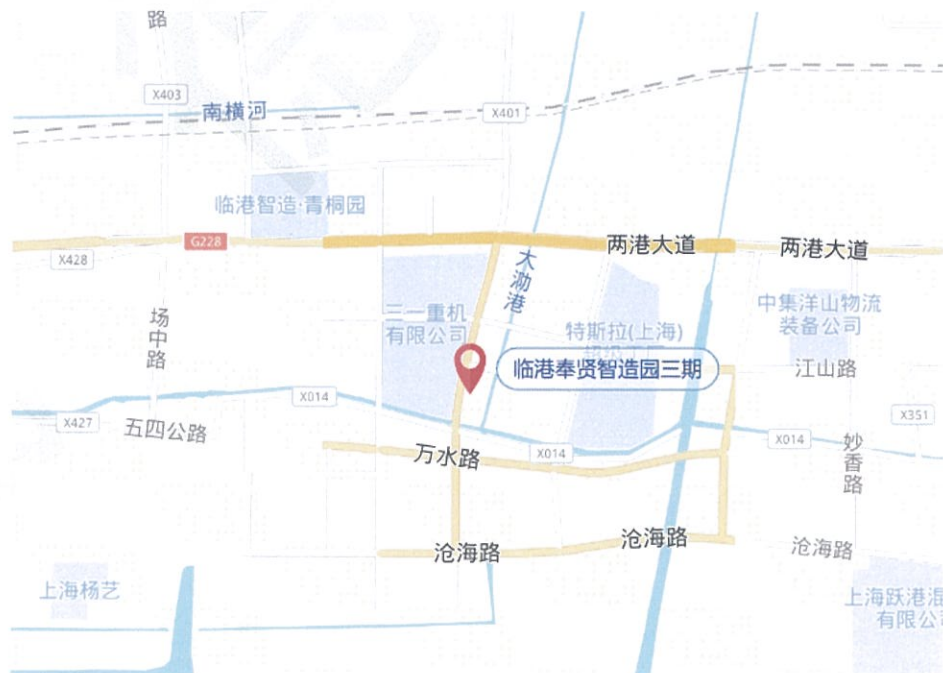 路
X403
南横河
X401
临港智造·青桐园
G228
两港大道
两港大道
X428
大泐港
三一重机
有限公司
中集洋山物流
装备公司
场中路
特斯拉(上海)
临港奉贤智造园三期
江山路
X014
X427
五四公路
X351
X014
妙香路
万水路
X014
沧海路
沧海路
沧海路
上海杨艺
上海跃港混
有限公